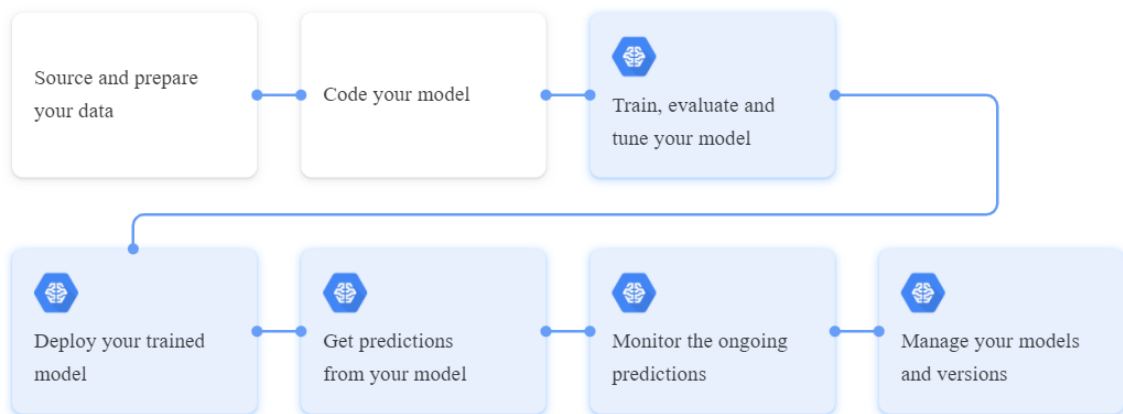 Source and prepare
your data
Code your model
Train, evaluate and
tune your model
Deploy your trained
model
Get predictions
from your model
Monitor the ongoing
predictions
Manage your models
and versions